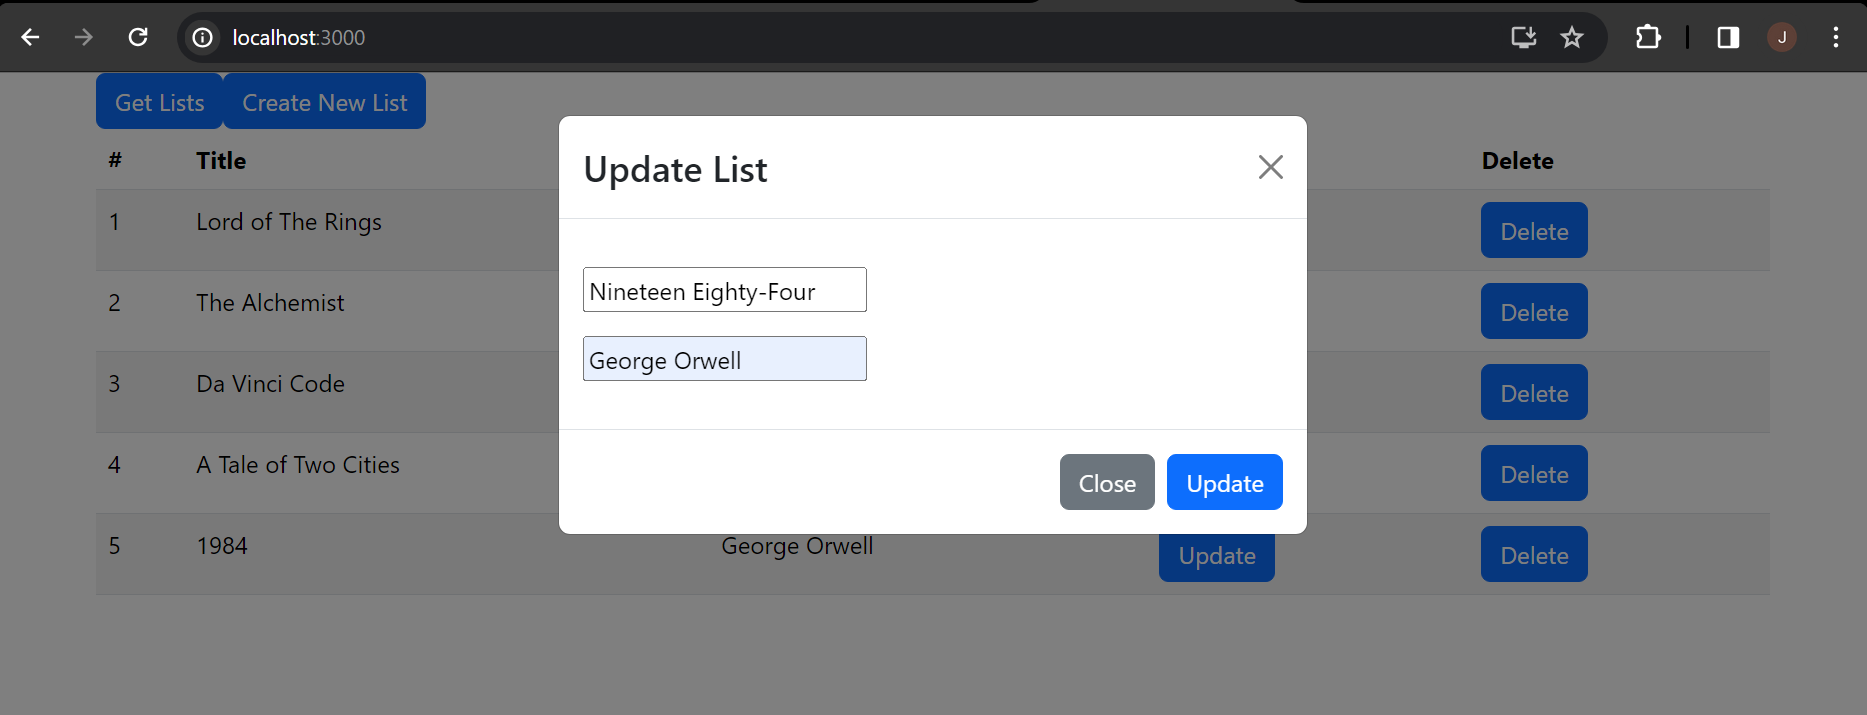 localhost:3000
J
Get Lists Create New List
# Title Delete
1 Lord of The Rings Delete
2 The Alchemist Delete
3 Da Vinci Code Delete
4 A Tale of Two Cities Delete
5 1984 George Orwell Update Delete
Update List
Nineteen Eighty-Four
George Orwell
Close Update